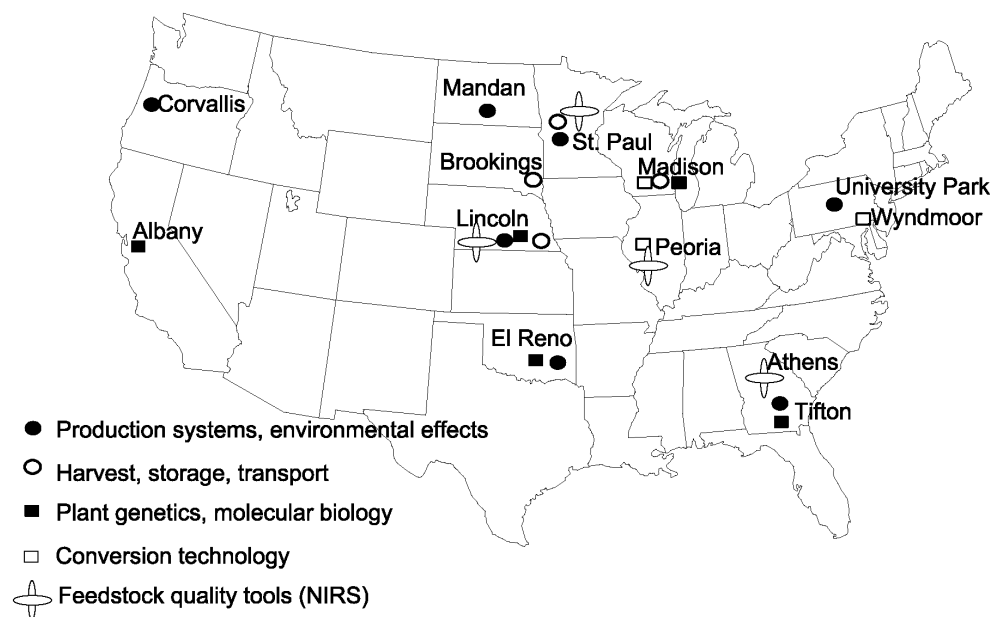 Mandan
Corvallis
St. Paul
Brookings
Madison
University Park
Wyndmoor
Lincoln
Albany
Peoria
El Reno
Athens
Tifton
Production systems, environmental effects
Harvest, storage, transport
Plant genetics, molecular biology
Conversion technology
Feedstock quality tools (NIRS)